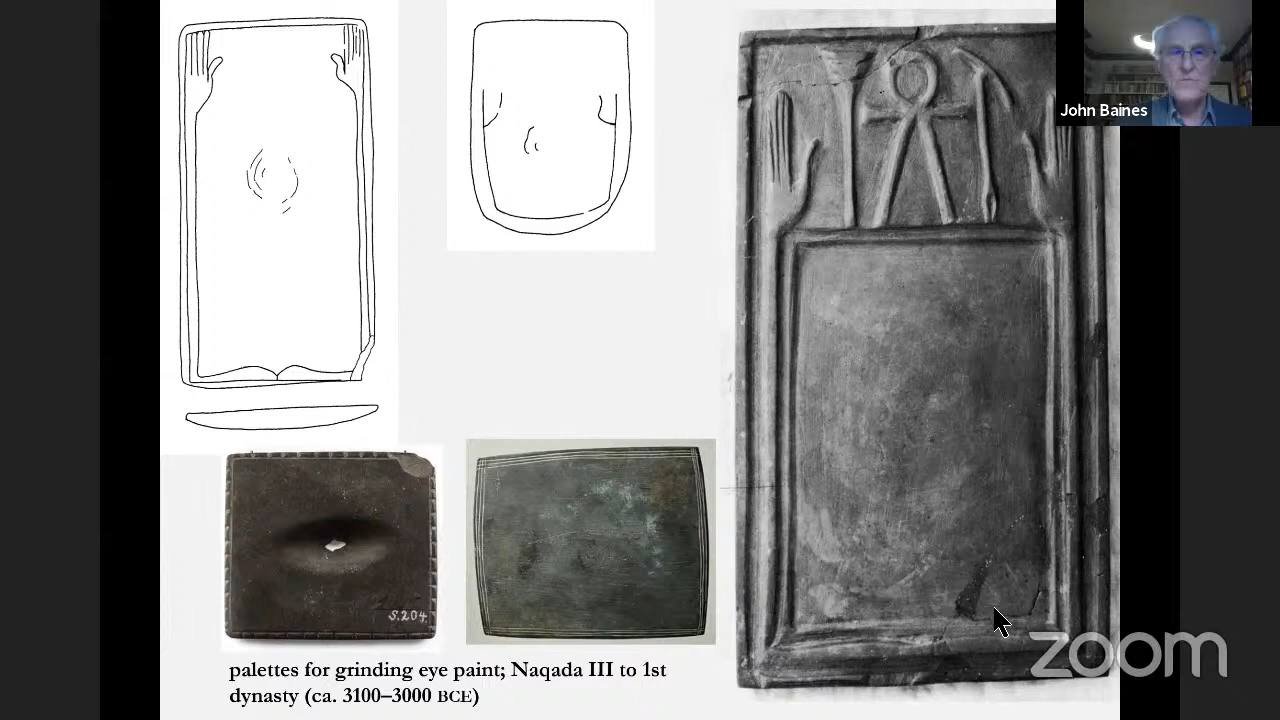 John Baines
S.204.
palettes for grinding eye paint; Naqada III to 1st
dynasty (ca. 3100–3000 BCE)
zoom